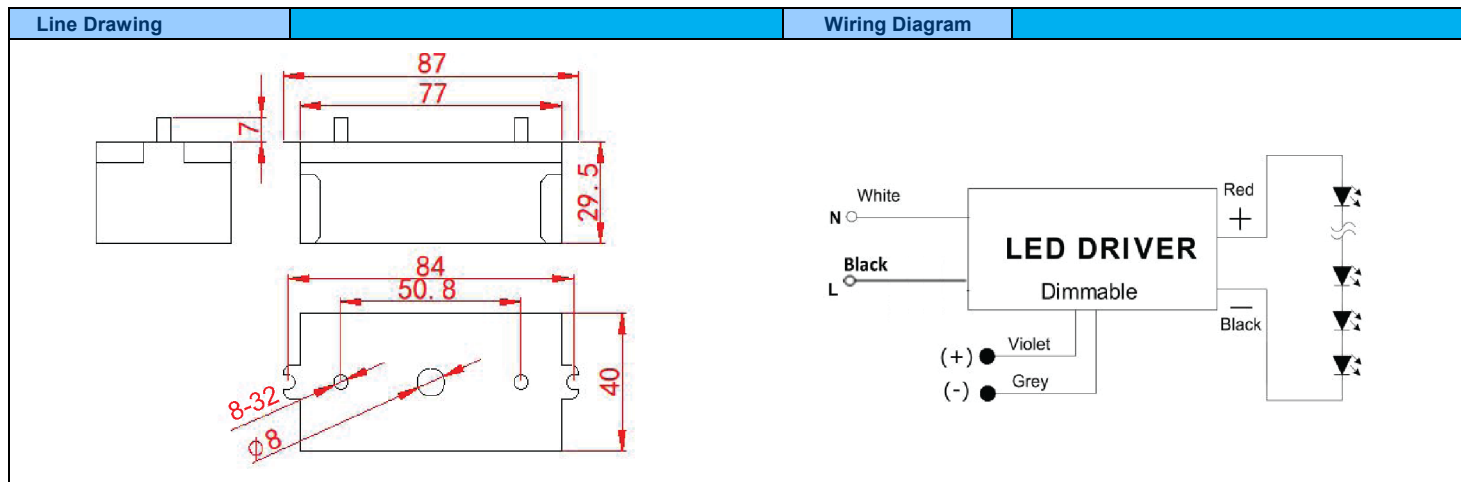 Line Drawing
Wiring Diagram
87
77
7
29.5
84
50.8
40
8-32
φ8
White
N
Black
L
LED DRIVER
Dimmable
Red
+
−
Black
(+)
Violet
(-)
Grey